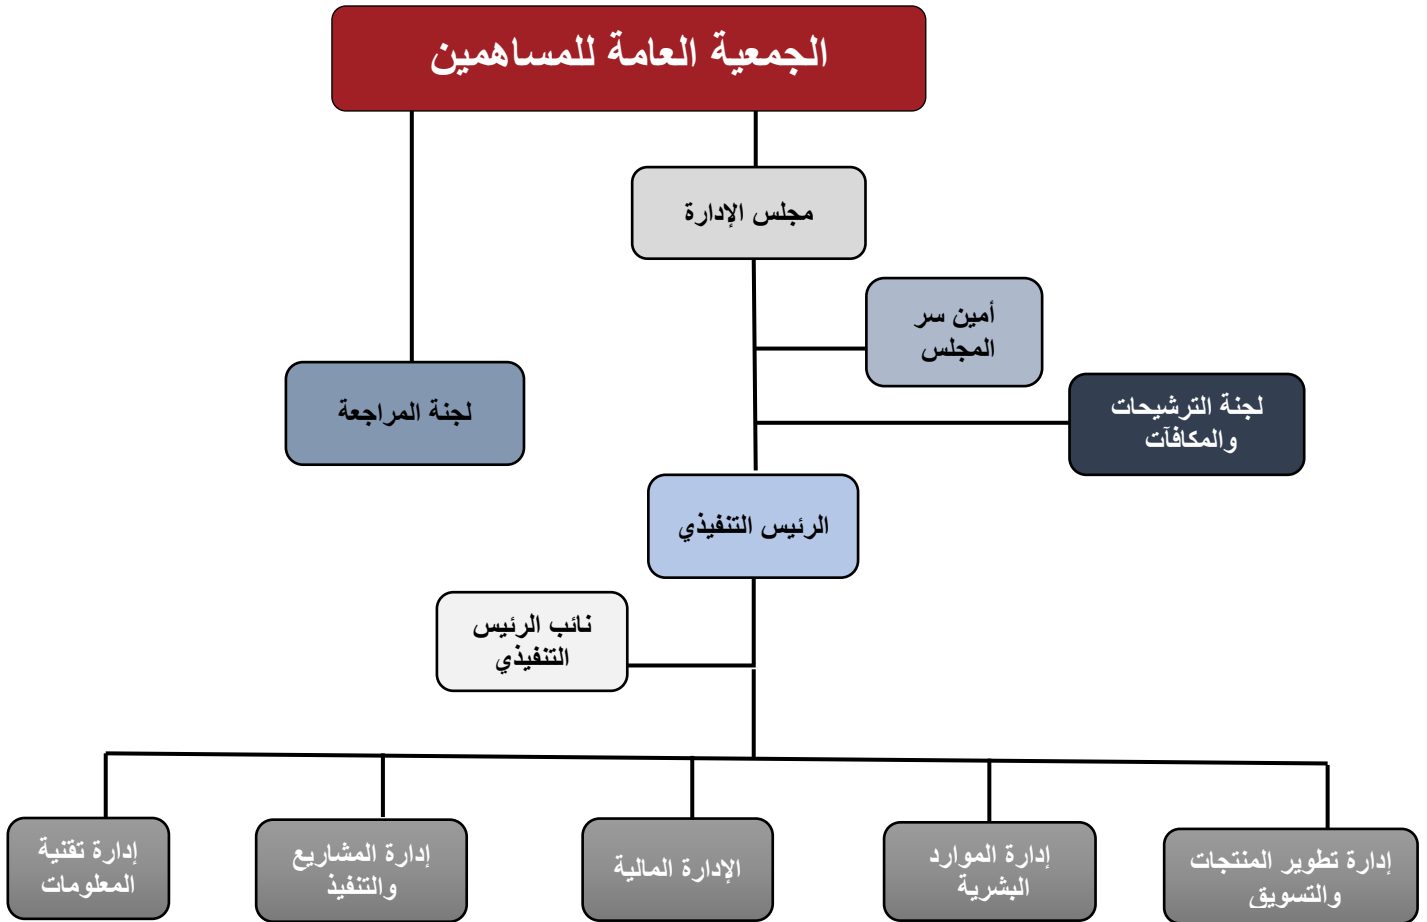 الجمعية العامة للمساهمين
مجلس الإدارة
أمين سر
المجلس
لجنة المراجعة
لجنة الترشيحات
والمكافآت
الرئيس التنفيذي
نائب الرئيس
التنفيذي
إدارة تطوير المنتجات
والتسويق
إدارة الموارد
البشرية
الإدارة المالية
إدارة المشاريع
والتنفيذ
إدارة تقنية
المعلومات